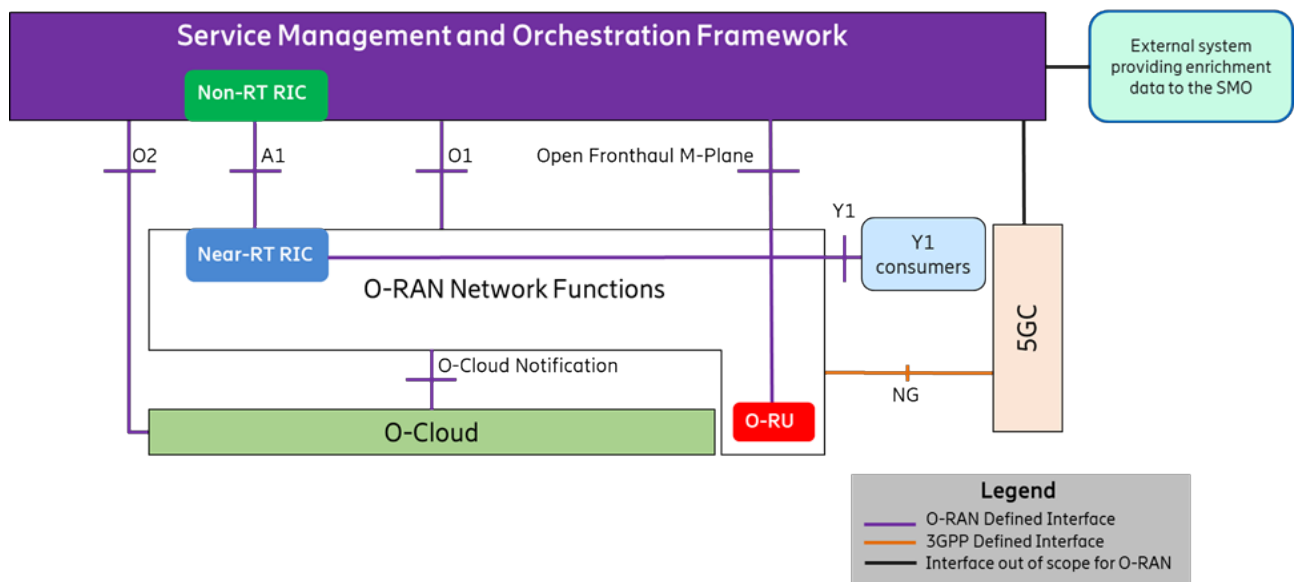 Service Management and Orchestration Framework
External system
providing enrichment
data to the SMO
Non-RT RIC
O2
A1
O1
Open Fronthaul M-Plane
Y1
Near-RT RIC
Y1
consumers
O-RAN Network Functions
5GC
O-Cloud Notification
NG
O-RU
O-Cloud
Legend
O-RAN Defined Interface
3GPP Defined Interface
Interface out of scope for O-RAN